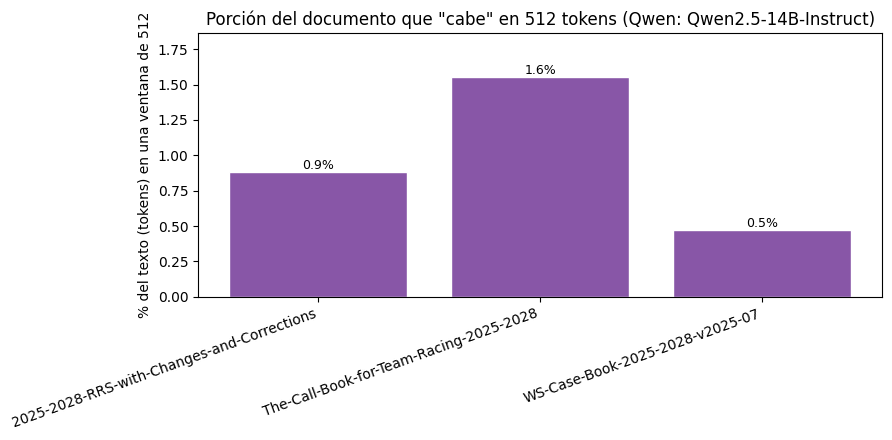 Porción del documento que "cabe" en 512 tokens (Qwen: Qwen2.5-14B-Instruct)
% del texto (tokens) en una ventana de 512
1.75
1.50
1.25
1.00
0.75
0.50
0.25
0.00
0.9%
1.6%
0.5%
2025-2028-RRS-with-Changes-and-Corrections
The-Call-Book-for-Team-Racing-2025-2028
WS-Case-Book-2025-2028-v2025-07